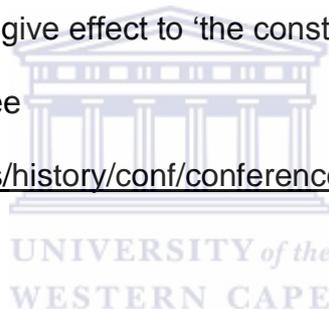 give effect to ‘the const
ee
s/history/conf/conference
UNIVERSITY of the
WESTERN CAPE